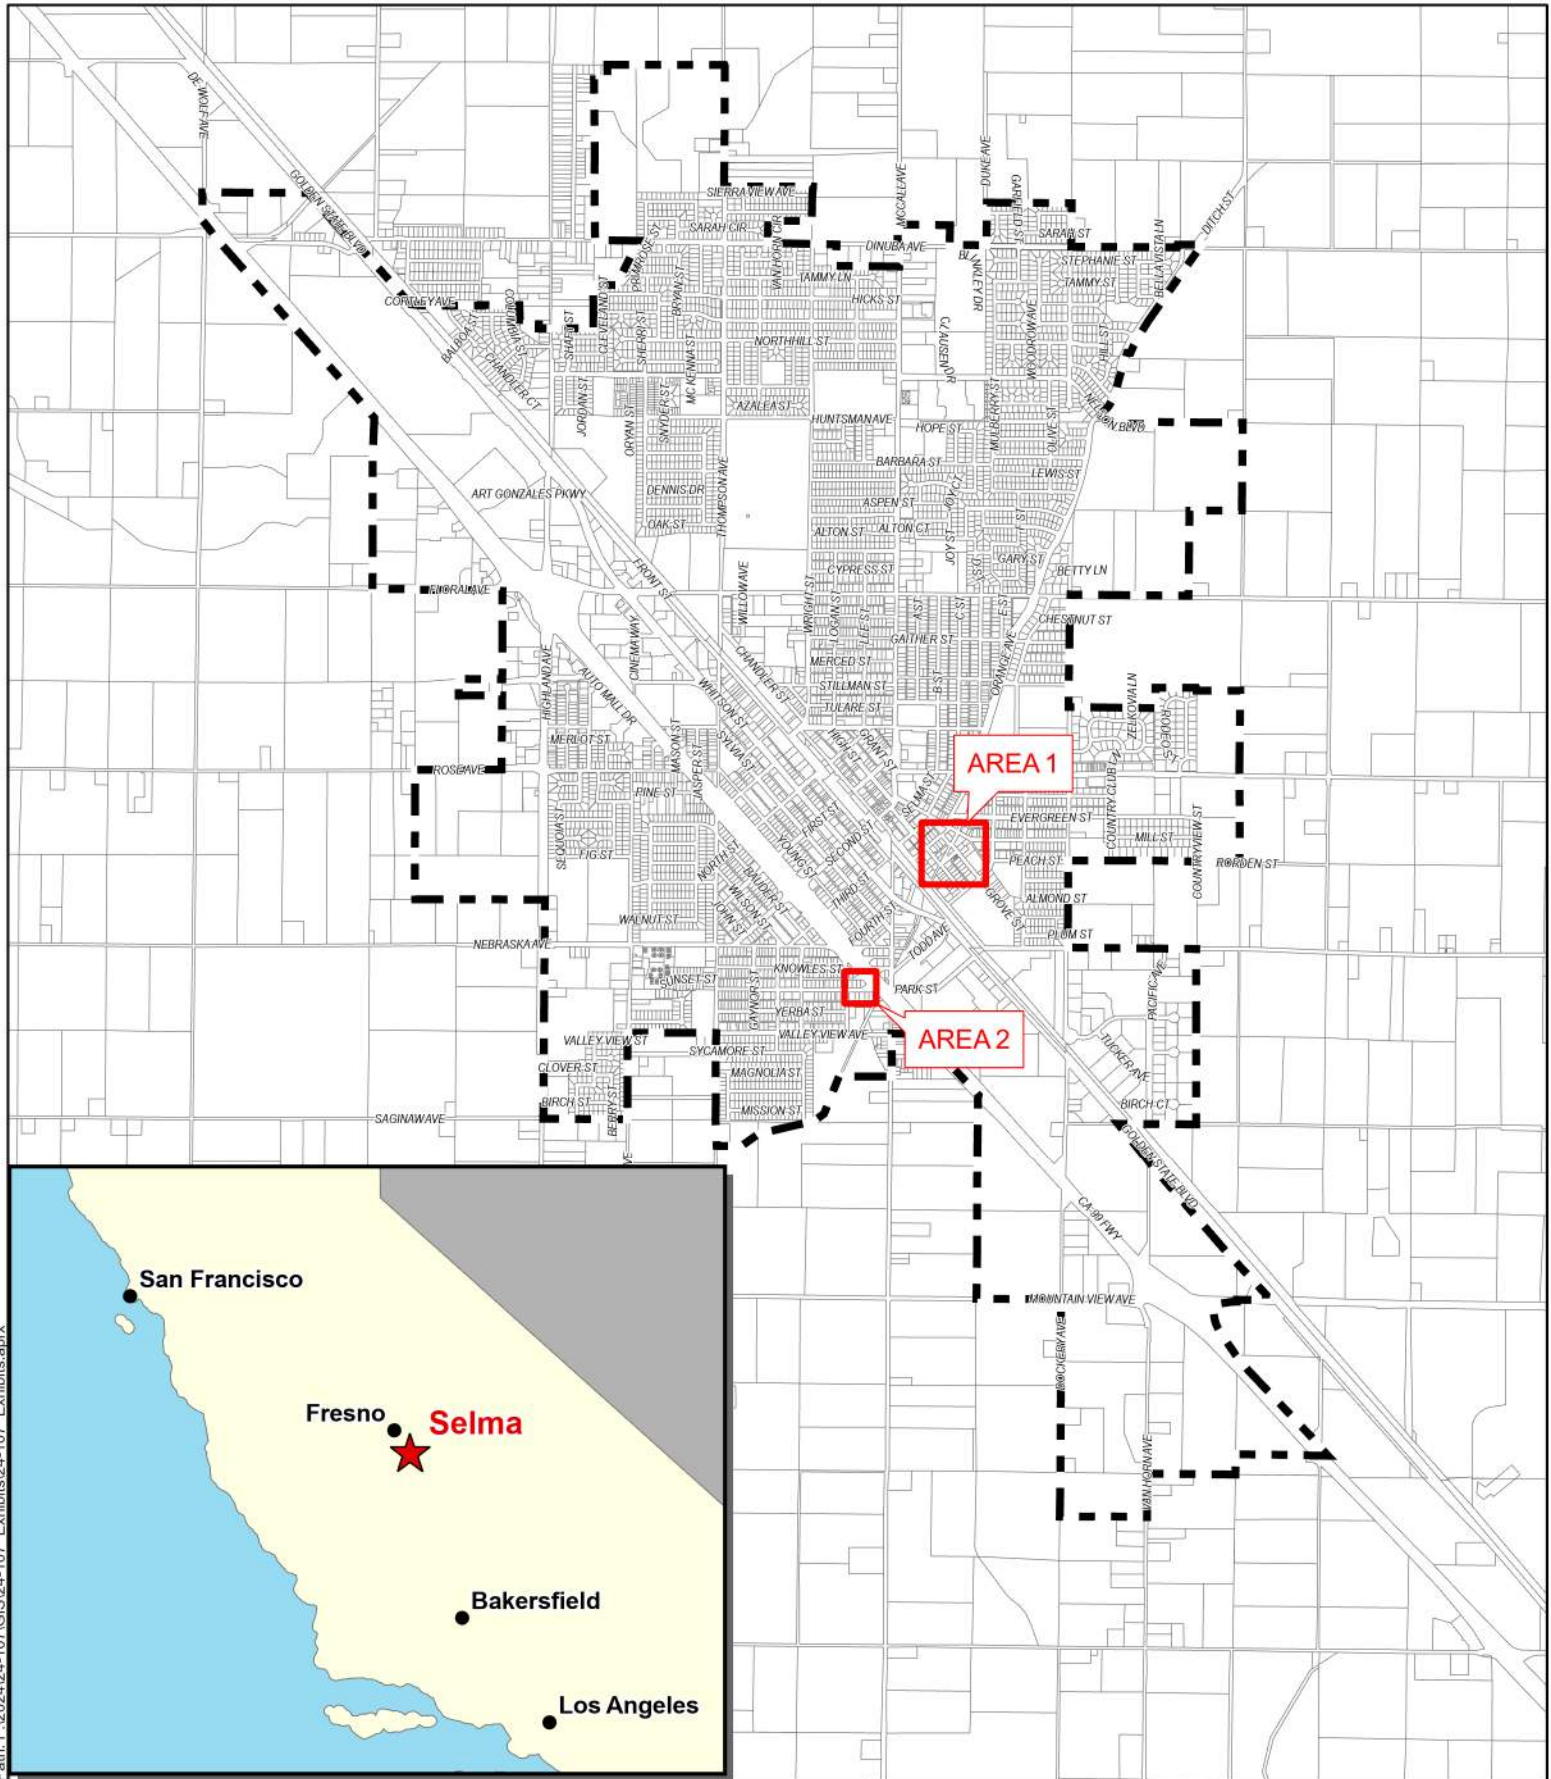 DE WOLF AVE
GOLDEN STATE BLVD
SIERRA VIEW AVE
MCCALL AVE
DUKE AVE
GARFIELD ST
DITCH ST
PRIMROSE ST
SARAH CIR
VAN HORN CIR
DINUBA AVE
SARAH ST
BLINKLEY DR
STEPHANIE ST
BELLA VISTA LN
TAMMY LN
TAMMY ST
CORTLEY AVE
COLUMBIA ST
CLEVELAND ST
BRYAN ST
HICKS ST
BALBOA ST
SHAFT ST
SHERRI ST
MC KENNA ST
NORTHHILL ST
CLAUSEN DR
WOODROW AVE
HILL ST
CHANDLER CT
JORDAN ST
ORYAN ST
SNYDER ST
AZALEA ST
HUNTSMAN AVE
HOPE ST
MULBERRY ST
OLIVE ST
NELSON BLVD
BARBARA ST
LEWIS ST
ART GONZALES PKWY
DENNIS DR
THOMPSON AVE
ASPEN ST
JOY CT
OAK ST
ALTON ST
ALTON CT
F ST
JOY ST
GARY ST
CYPRESS ST
D ST
BETTY LN
FLORAL AVE
FRONT ST
WILLOW AVE
WRIGHT ST
LOGAN ST
LEE ST
A ST
C ST
E ST
CHESTNUT ST
GAITHER ST
CINEMA WAY
CHANDLER ST
MERCED ST
ORANGE AVE
HIGHLAND AVE
AUTO MALL DR
WHITSON ST
STILLMAN ST
B ST
TULARE ST
ZELKOVIA LN
RODEO ST
MERLOT ST
MASON ST
SYLVIA ST
HIGH ST
GRANT ST
AREA 1
ROSE AVE
JASPER ST
PINE ST
SELMA ST
COUNTRY CLUB LN
SEQUOIA ST
FIRST ST
EVERGREEN ST
MILL ST
COUNTRYVIEW ST
FIG ST
NORTH ST
YOUNG ST
SECOND ST
PEACH ST
RORDEN ST
BAUDER ST
WILSON ST
THIRD ST
GROVE ST
ALMOND ST
WALNUT ST
JOHN ST
FOURTH ST
TODD AVE
PLUM ST
NEBRASKA AVE
KNOWLES ST
SUNSET ST
GAYNOR ST
PARK ST
PACIFIC AVE
YERBA ST
VALLEY VIEW ST
VALLEY VIEW AVE
AREA 2
SYCAMORE ST
TUCKER AVE
CLOVER ST
MAGNOLIA ST
BIRCH ST
BERRY ST
MISSION ST
BIRCH CT
SAGINAW AVE
GOLDEN STATE BLVD
VE
CA 99 FWY
MOUNTAIN VIEW AVE
DOCKERY AVE
VAN HORN AVE
San Francisco
Fresno
Selma
Bakersfield
Los Angeles